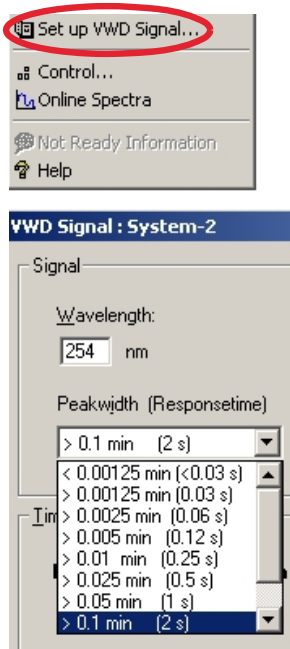 Set up VWD Signal...
Control...
Online Spectra
Not Ready Information
Help
VWD Signal : System-2
Signal
Wavelength:
254 nm
Peakwidth (Responsetime)
> 0.1 min (2 s)
< 0.00125 min (<0.03 s)
> 0.00125 min (0.03 s)
> 0.0025 min (0.06 s)
> 0.005 min (0.12 s)
> 0.01 min (0.25 s)
> 0.025 min (0.5 s)
> 0.05 min (1 s)
> 0.1 min (2 s)